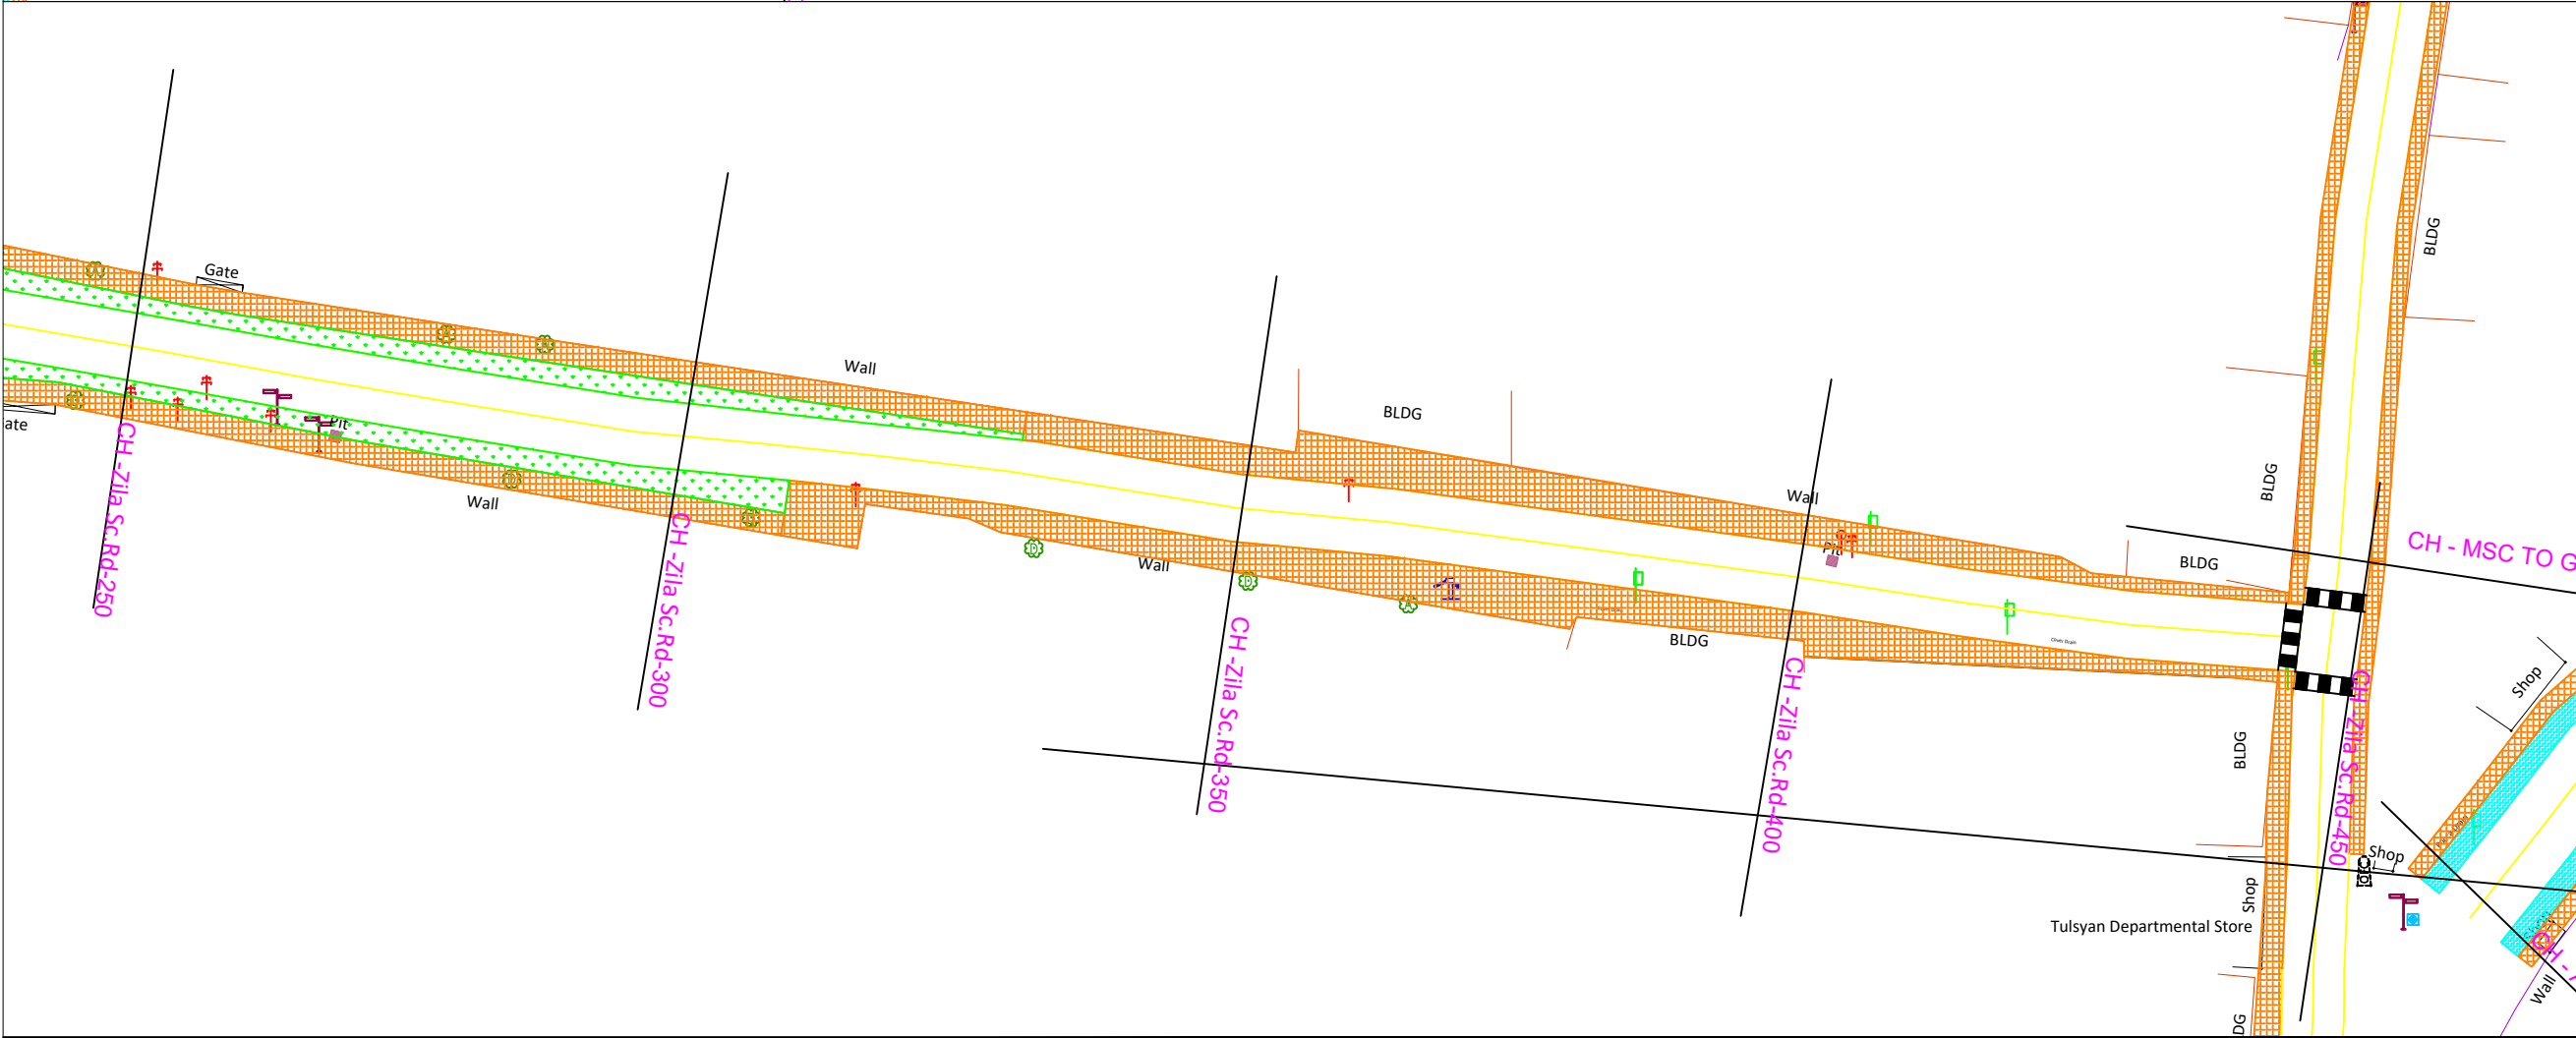 Gate
ate
Pit
Wall
CH -Zila Sc.Rd-250
Wall
CH -Zila Sc.Rd-300
Wall
CH -Zila Sc.Rd-350
BLDG
Wall
Pit
BLDG
CH -Zila Sc.Rd-400
BLDG
BLDG
BLDG
CH - MSC TO G
BLDG
CH -Zila Sc.Rd-450
Shop
Shop
Shop
Tulsyan Departmental Store
DG
CH - A
Wall